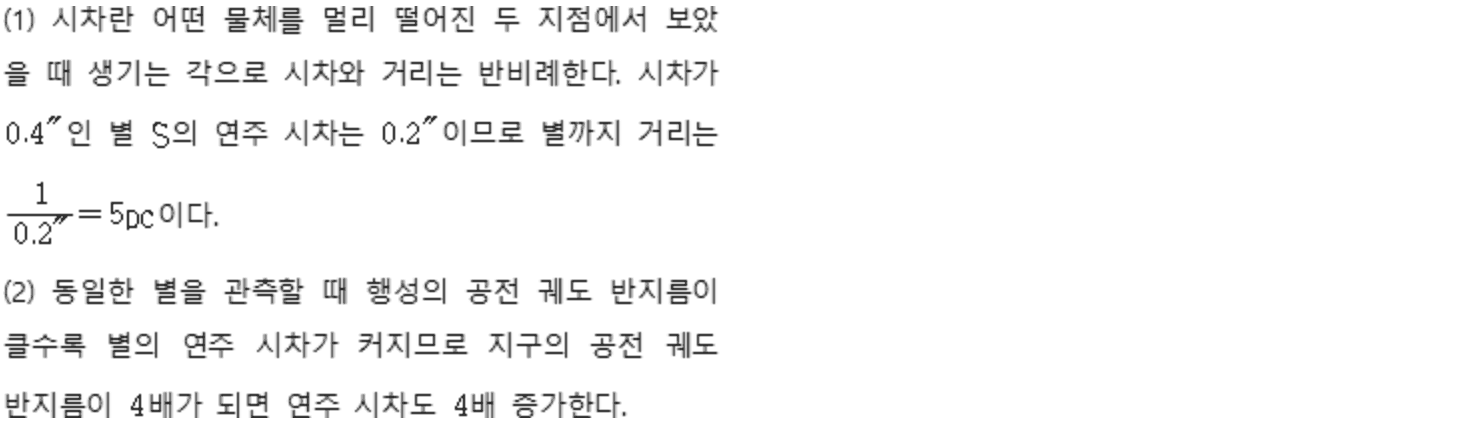 (1) 시차란 어떤 물체를 멀리 떨어진 두 지점에서 보았
을 때 생기는 각으로 시차와 거리는 반비례한다. 시차가
0.4″인 별 S의 연주 시차는 0.2″이므로 별까지 거리는
1/0.2″=5pc이다.
(2) 동일한 별을 관측할 때 행성의 공전 궤도 반지름이
클수록 별의 연주 시차가 커지므로 지구의 공전 궤도
반지름이 4배가 되면 연주 시차도 4배 증가한다.